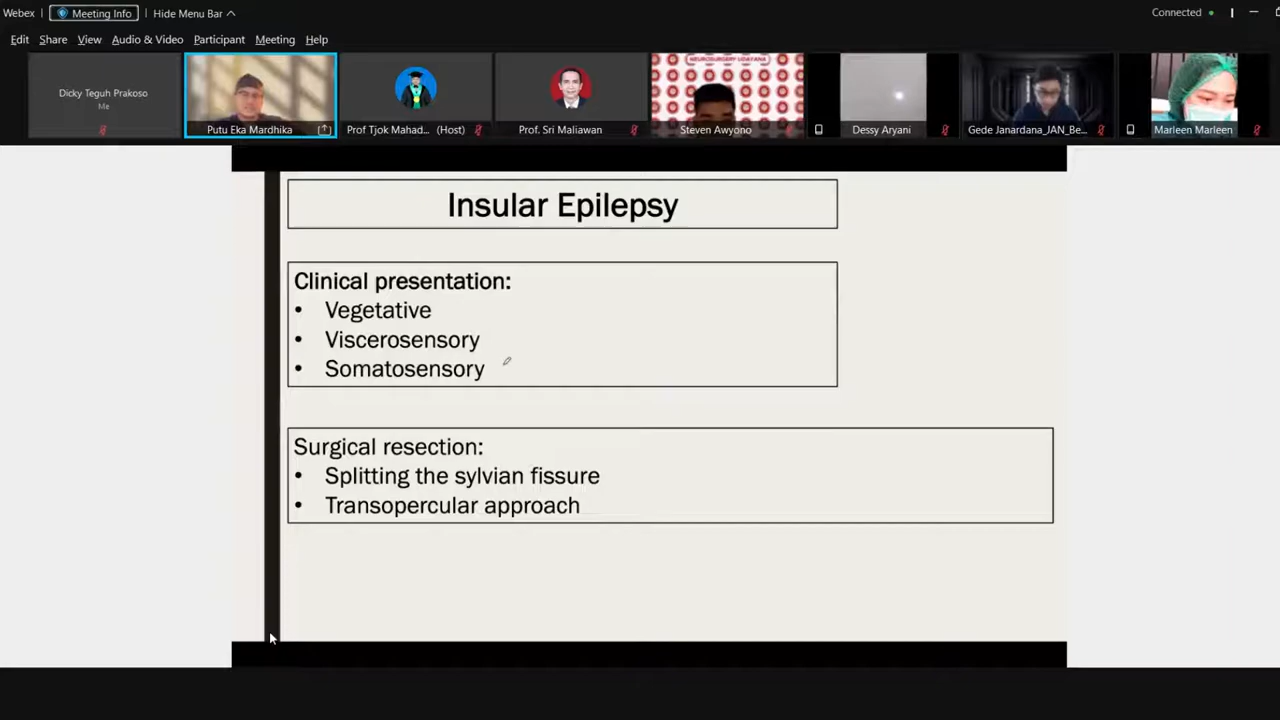 Webex
Meeting Info
Hide Menu Bar
Connected
Edit Share View Audio & Video Participant Meeting Help
Dicky Teguh Prakoso
Me
Putu Eka Mardhika
Prof Tjok Mahad... (Host)
Prof. Sri Maliawan
NEUROSURGERY UDAYANA
Steven Awyono
Dessy Aryani
Gede Janardana_JAN_Be...
Marleen Marleen
Insular Epilepsy
Clinical presentation:
• Vegetative
• Viscerosensory
• Somatosensory
Surgical resection:
• Splitting the sylvian fissure
• Transopercular approach